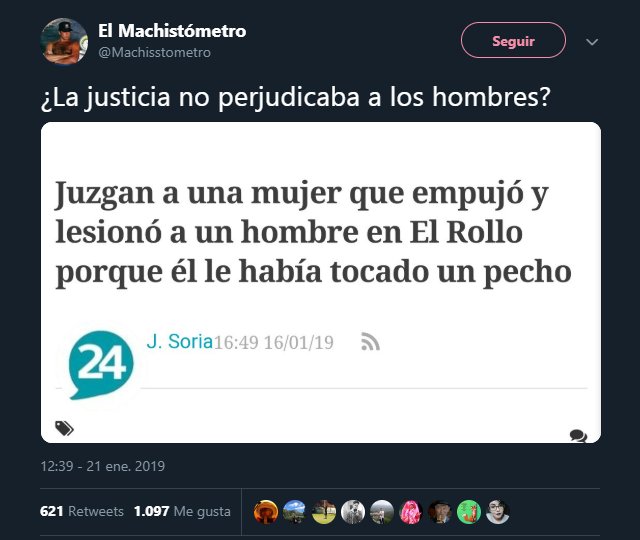 El Machistómetro
@Machisstometro
Seguir
¿La justicia no perjudicaba a los hombres?
Juzgan a una mujer que empujó y
lesionó a un hombre en El Rollo
porque él le había tocado un pecho
24
J. Soria16:49 16/01/19
12:39 - 21 ene. 2019
621 Retweets 1.097 Me gusta